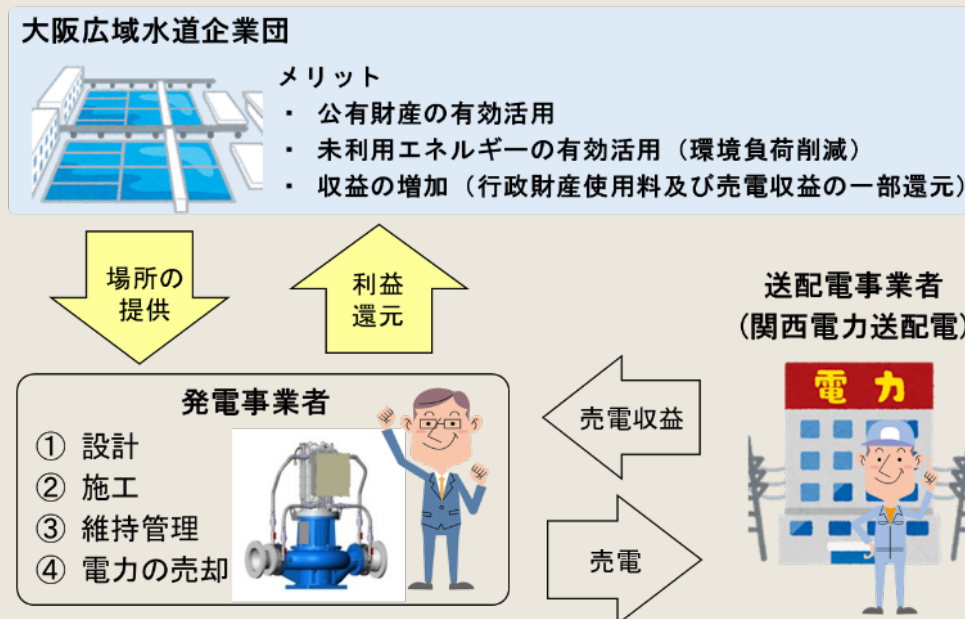 大阪広域水道企業団
メリット
・ 公有財産の有効活用
・ 未利用エネルギーの有効活用（環境負荷削減）
・ 収益の増加（行政財産使用料及び売電収益の一部還元）
場所の
提供
利益
還元
送配電事業者
（関西電力送配電）
電力
発電事業者
① 設計
② 施工
③ 維持管理
④ 電力の売却
売電収益
売電